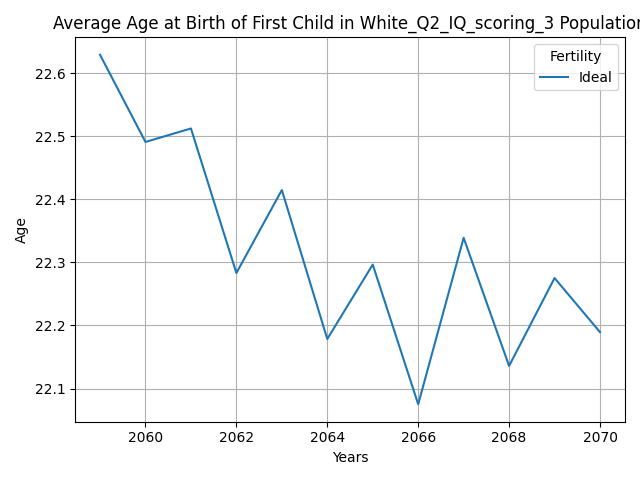 Average Age at Birth of First Child in White_Q2_IQ_scoring_3 Population
Fertility
Ideal
22.6
22.5
22.4
22.3
22.2
22.1
Age
2060 2062 2064 2066 2068 2070
Years